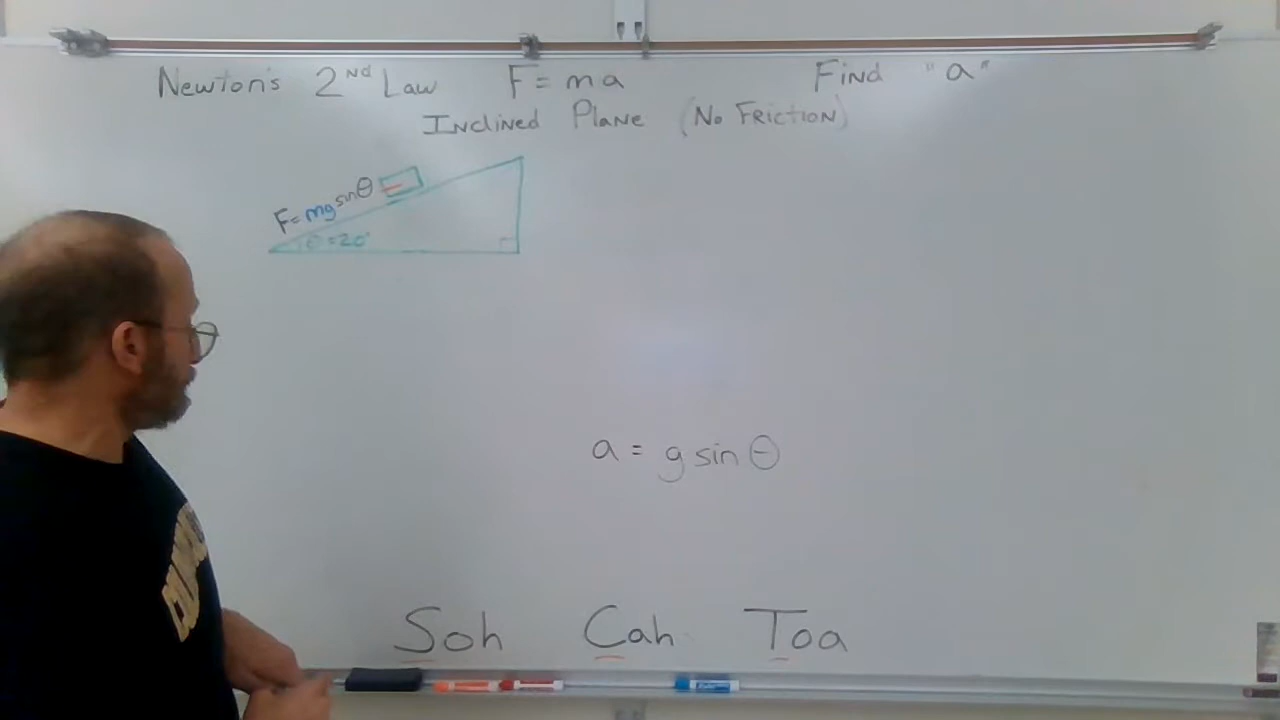 Newton's 2nd Law F = ma Find "a"
Inclined Plane (No Friction)
F=mg sinθ
θ=20°
a = g sin θ
Soh Cah Toa